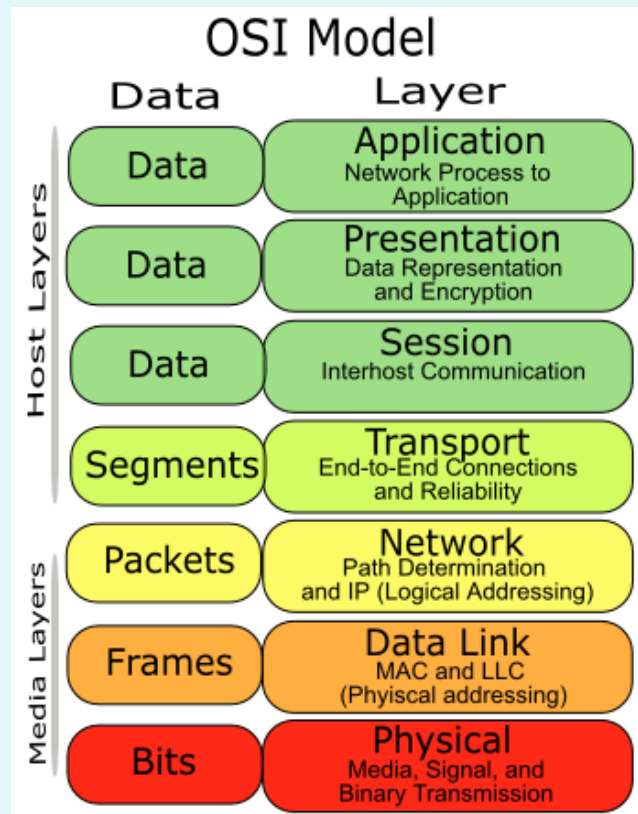 OSI Model
Data Layer
Host Layers
Data
Application
Network Process to
Application
Data
Presentation
Data Representation
and Encryption
Data
Session
Interhost Communication
Segments
Transport
End-to-End Connections
and Reliability
Media Layers
Packets
Network
Path Determination
and IP (Logical Addressing)
Frames
Data Link
MAC and LLC
(Phyiscal addressing)
Bits
Physical
Media, Signal, and
Binary Transmission